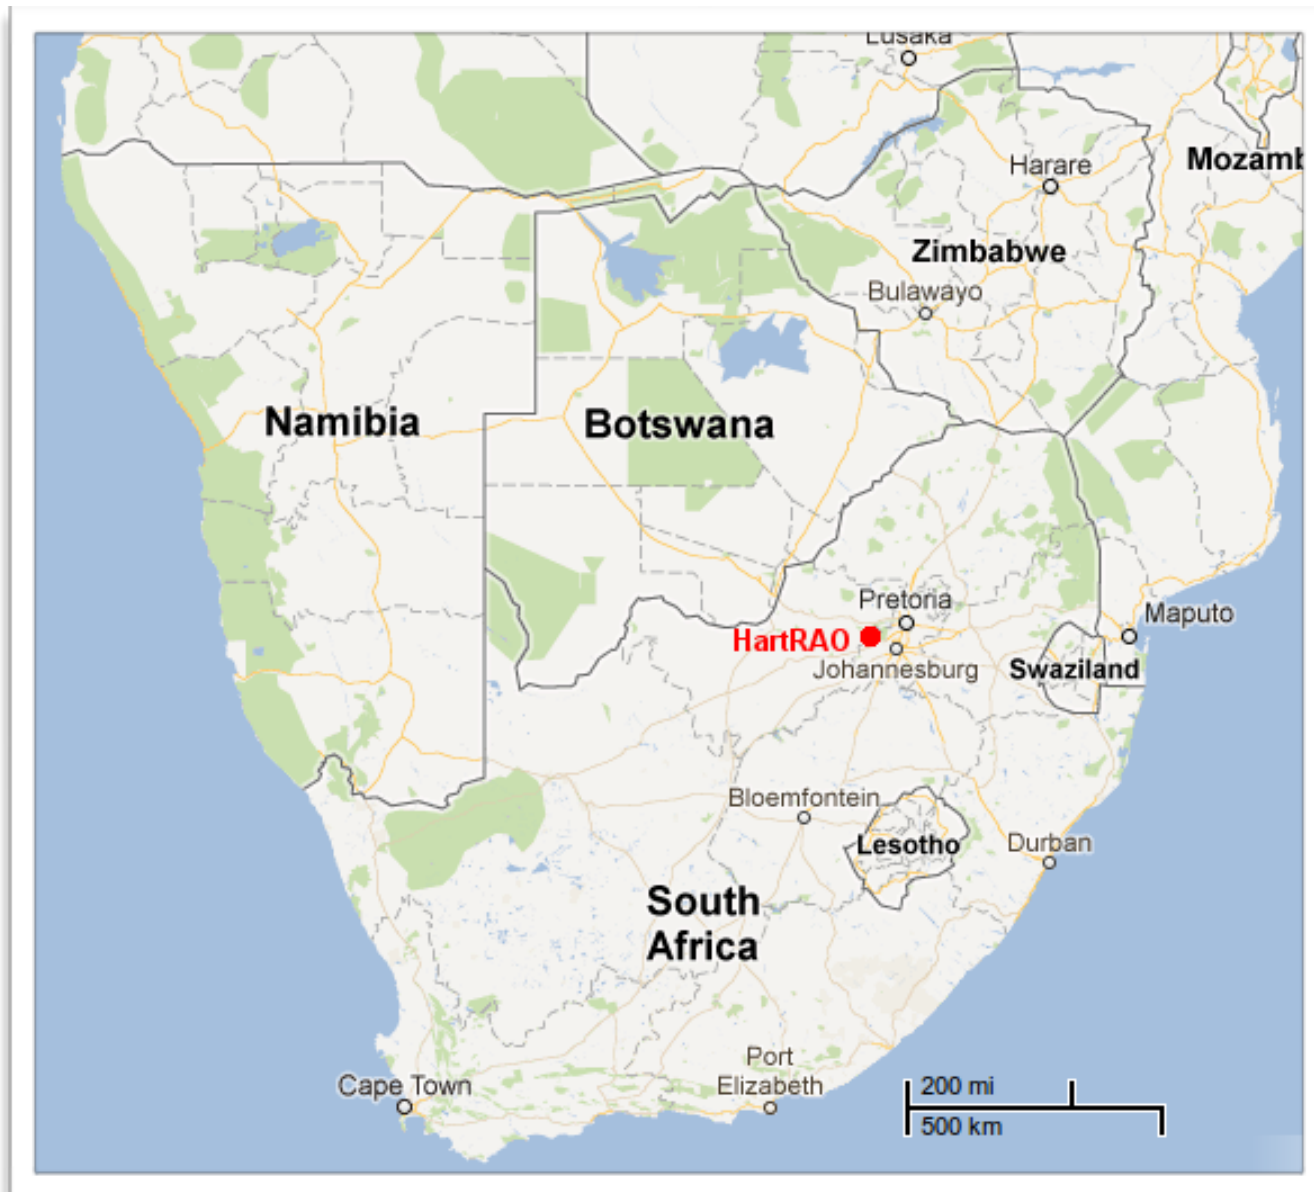 Lusaka
Harare
Mozamb
Zimbabwe
Bulawayo
Namibia
Botswana
Pretoria
Maputo
HartRAO
Johannesburg
Swaziland
Bloemfontein
Lesotho
Durban
South
Africa
Port
Elizabeth
Cape Town
200 mi
500 km